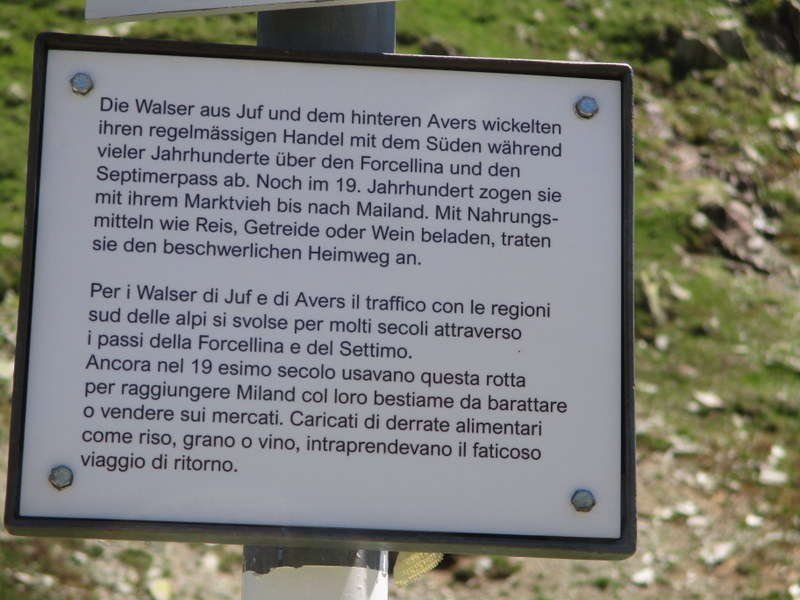 Die Walser aus Juf und dem hinteren Avers wickelten
ihren regelmässigen Handel mit dem Süden während
vieler Jahrhunderte über den Forcellina und den
Septimerpass ab. Noch im 19. Jahrhundert zogen sie
mit ihrem Marktvieh bis nach Mailand. Mit Nahrungs-
mitteln wie Reis, Getreide oder Wein beladen, traten
sie den beschwerlichen Heimweg an.
Per i Walser di Juf e di Avers il traffico con le regioni
sud delle alpi si svolse per molti secoli attraverso
i passi della Forcellina e del Settimo.
Ancora nel 19 esimo secolo usavano questa rotta
per raggiungere Miland col loro bestiame da barattare
o vendere sui mercati. Caricati di derrate alimentari
come riso, grano o vino, intraprendevano il faticoso
viaggio di ritorno.